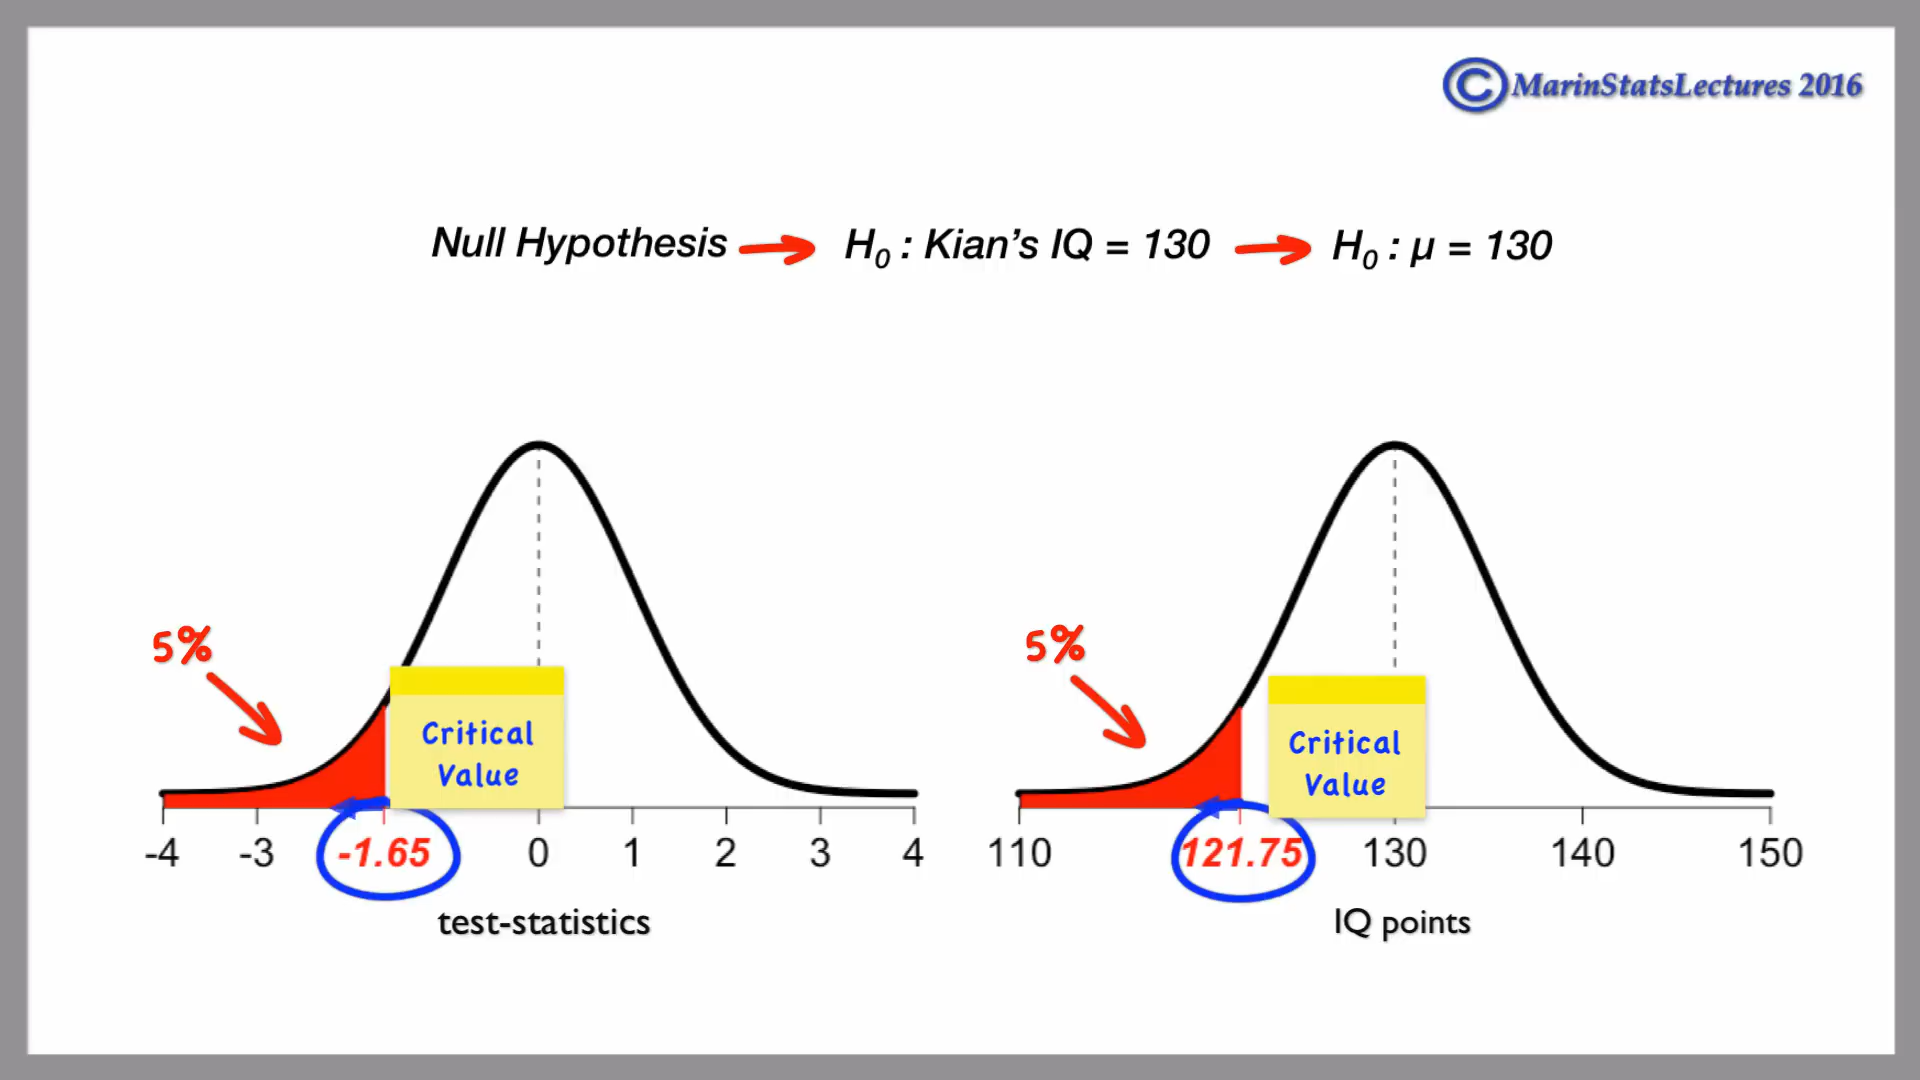 ©MarinStatsLectures 2016
Null Hypothesis → H₀ : Kian’s IQ = 130 → H₀ : μ = 130
5%
5%
Critical
Value
Critical
Value
-4 -3 -1.65 0 1 2 3 4
110 121.75 130 140 150
test-statistics
IQ points